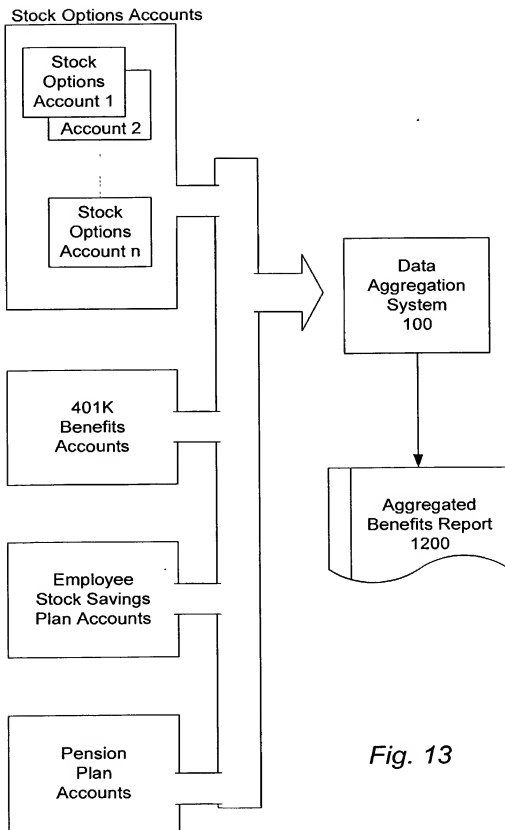 Stock Options Accounts
Stock
Options
Account 1
Account 2
Stock
Options
Account n
Data
Aggregation
System
100
401K
Benefits
Accounts
Aggregated
Benefits Report
1200
Employee
Stock Savings
Plan Accounts
Pension
Plan
Accounts
Fig. 13